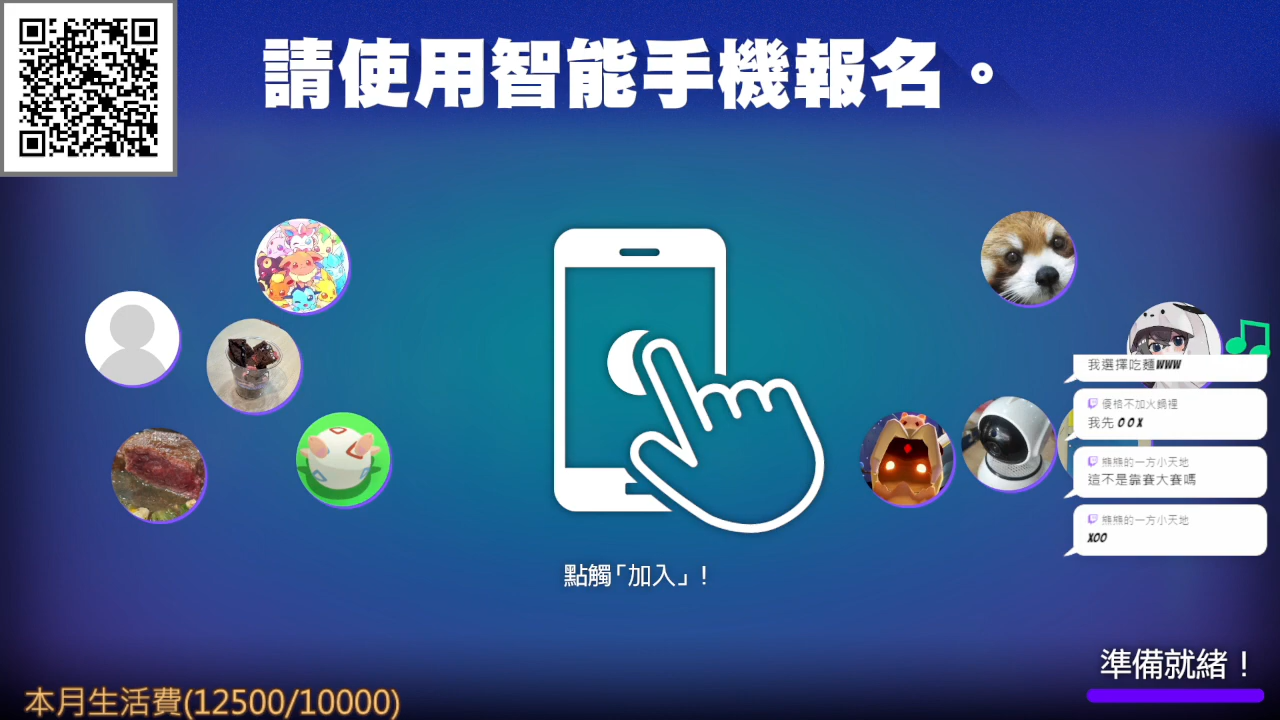 請使用智能手機報名。
點觸「加入」!
我選擇吃麵WWW
優格不加火鍋裡
我先 O O X
熊熊的一方小天地
這不是靠賽大賽嗎
熊熊的一方小天地
XOO
準備就緒!
本月生活費(12500/10000)